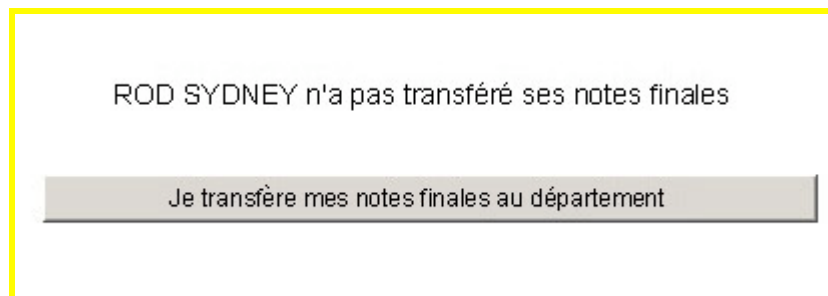 ROD SYDNEY n'a pas transféré ses notes finales
Je transfère mes notes finales au département